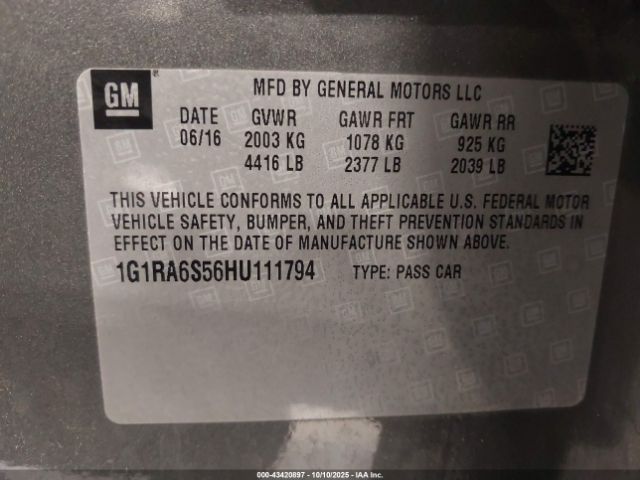 GM
MFD BY GENERAL MOTORS LLC
DATE GVWR GAWR FRT GAWR RR
06/16 2003 KG 1078 KG 925 KG
4416 LB 2377 LB 2039 LB
THIS VEHICLE CONFORMS TO ALL APPLICABLE U.S. FEDERAL MOTOR
VEHICLE SAFETY, BUMPER, AND THEFT PREVENTION STANDARDS IN
EFFECT ON THE DATE OF MANUFACTURE SHOWN ABOVE.
1G1RA6S56HU111794 TYPE: PASS CAR
000-43420897 - 10/10/2025 - IAA Inc.